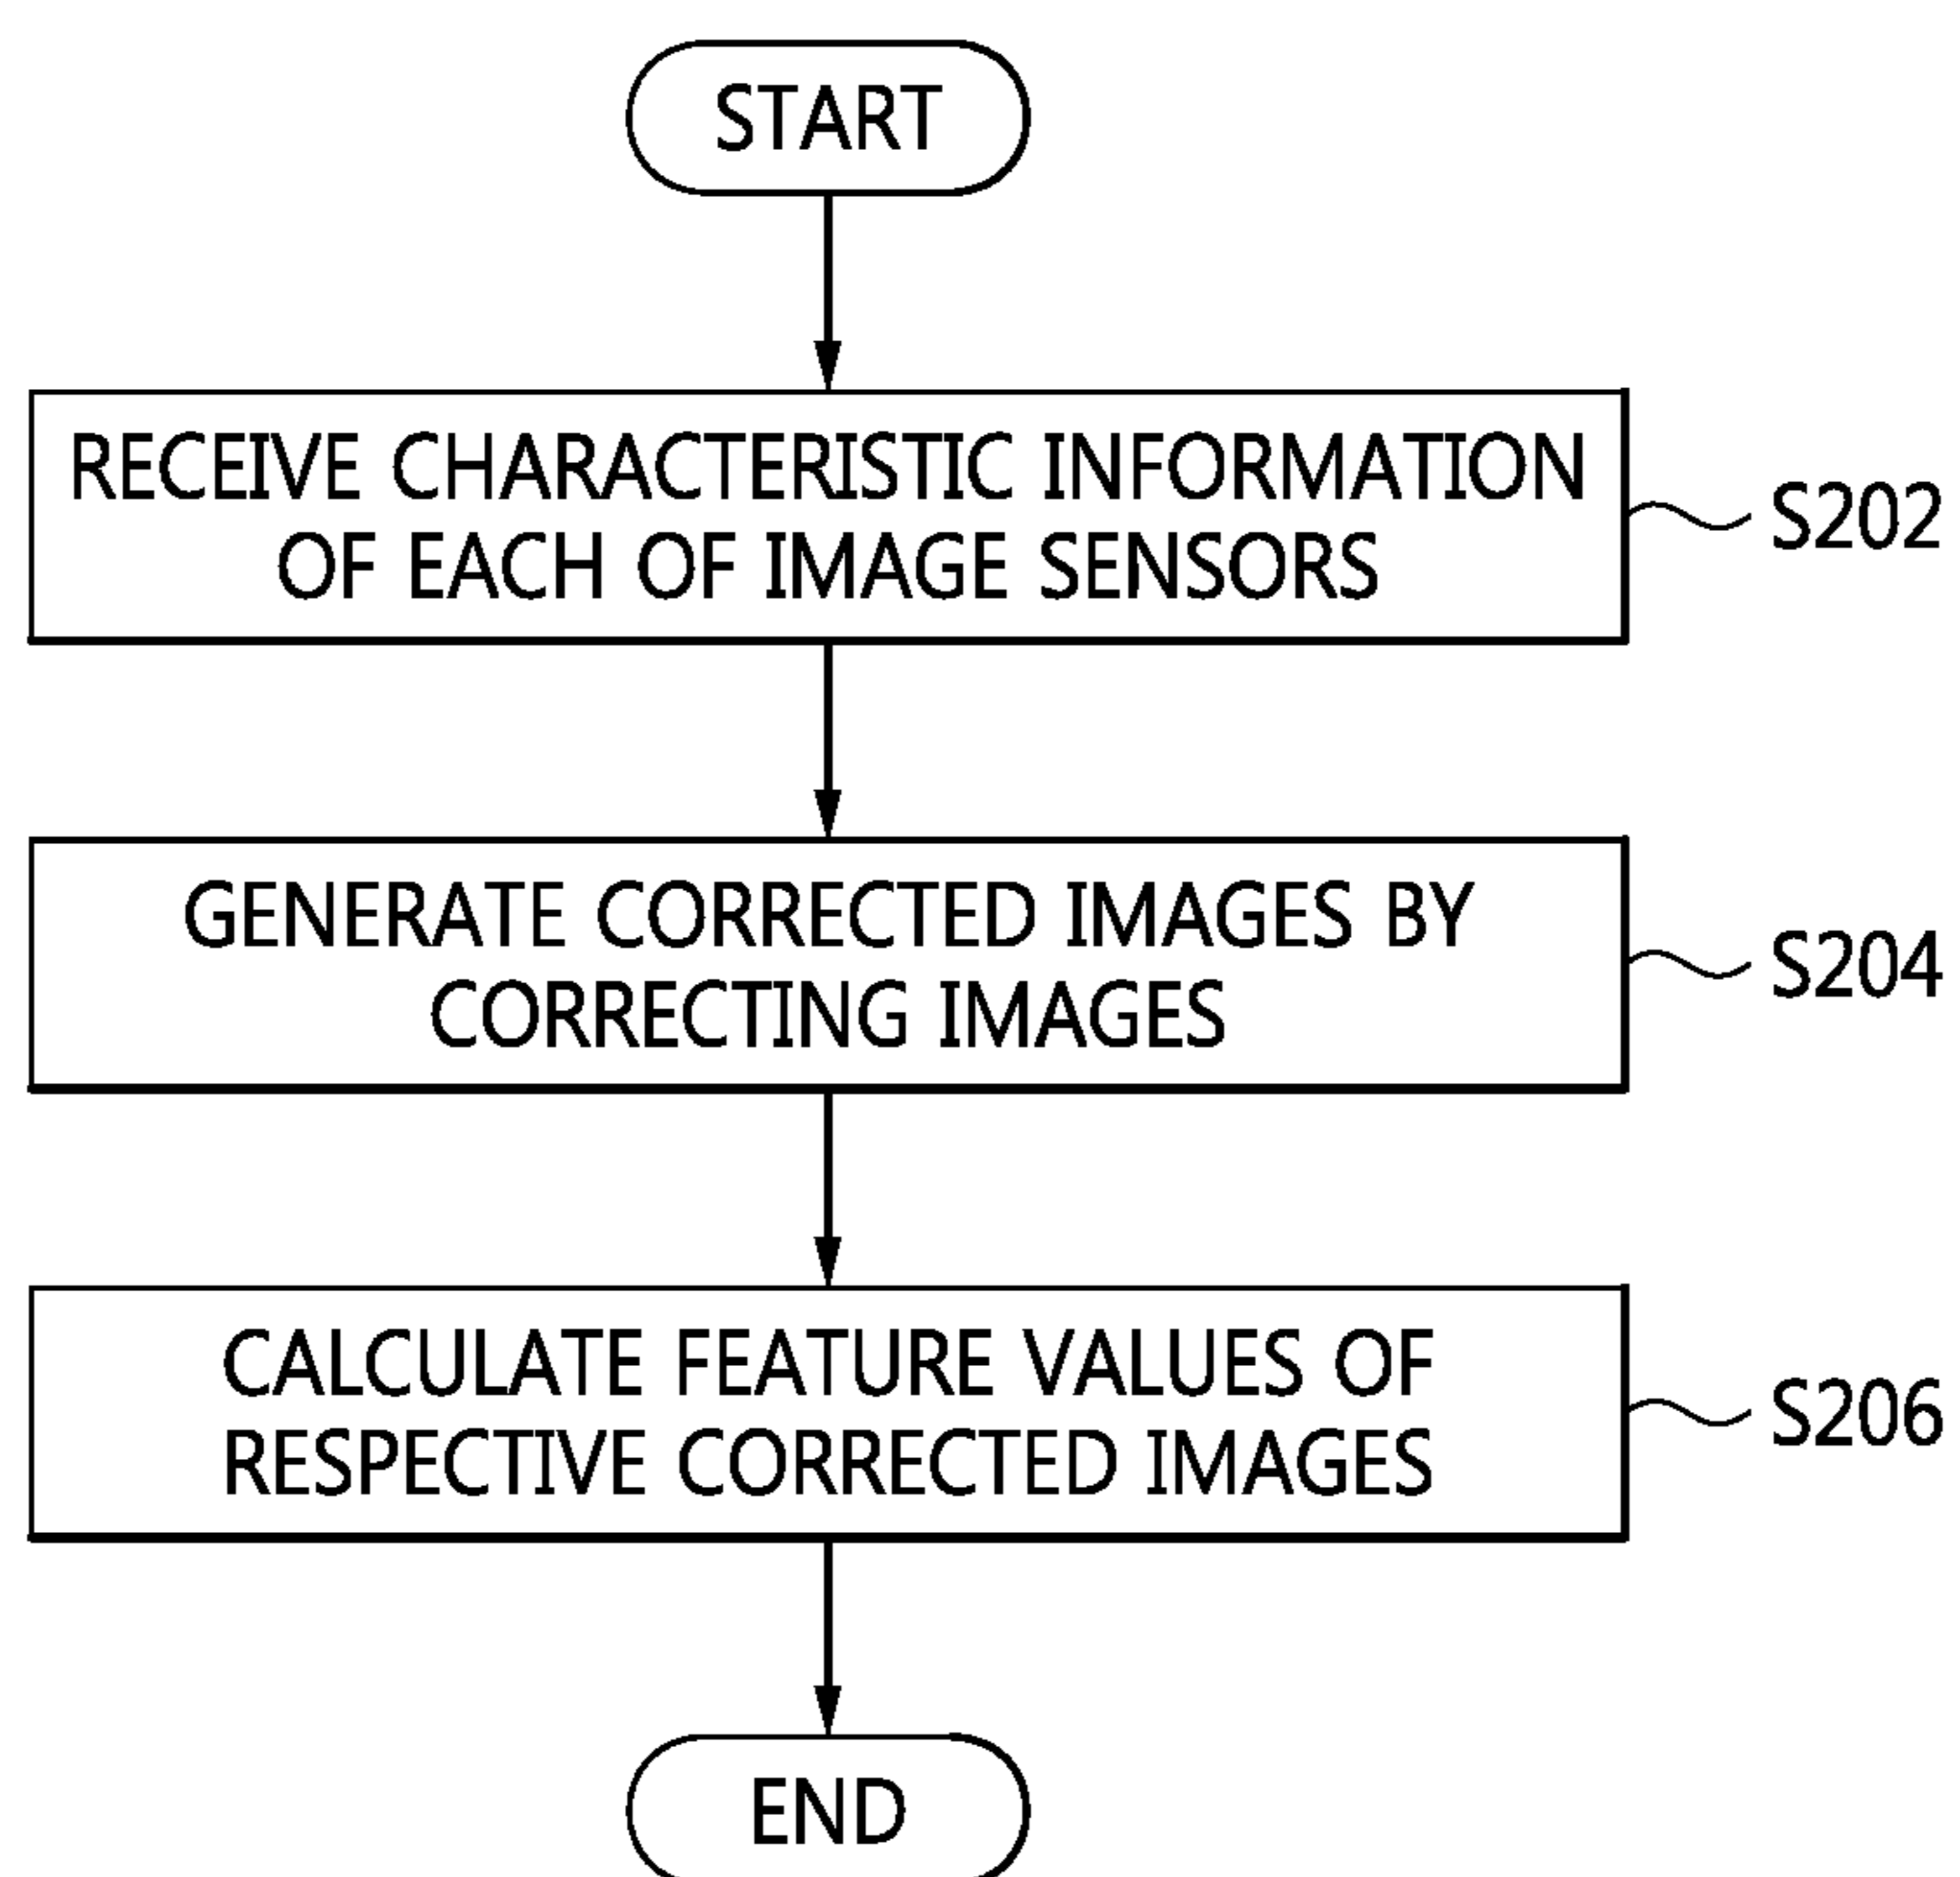 START
RECEIVE CHARACTERISTIC INFORMATION
OF EACH OF IMAGE SENSORS
S202
GENERATE CORRECTED IMAGES BY
CORRECTING IMAGES
S204
CALCULATE FEATURE VALUES OF
RESPECTIVE CORRECTED IMAGES
S206
END